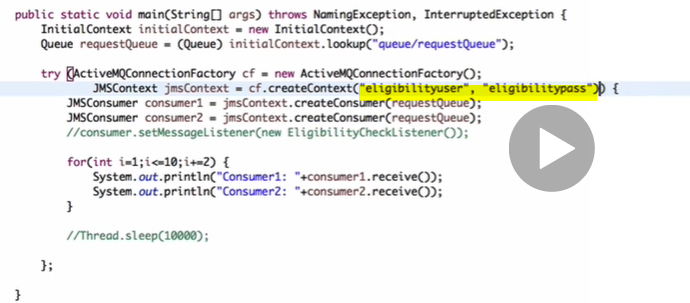 public static void main(String[] args) throws NamingException, InterruptedException {
InitialContext initialContext = new InitialContext();
Queue requestQueue = (Queue) initialContext.lookup("queue/requestQueue");
try (ActiveMQConnectionFactory cf = new ActiveMQConnectionFactory();
JMSContext jmsContext = cf.createContext("eligibilityuser", "eligibilitypass")) {
JMSConsumer consumer1 = jmsContext.createConsumer(requestQueue);
JMSConsumer consumer2 = jmsContext.createConsumer(requestQueue);
//consumer.setMessageListener(new EligibilityCheckListener());
for(int i=1;i<=10;i+=2) {
System.out.println("Consumer1: "+consumer1.receive());
System.out.println("Consumer2: "+consumer2.receive());
}
//Thread.sleep(10000);
};
}